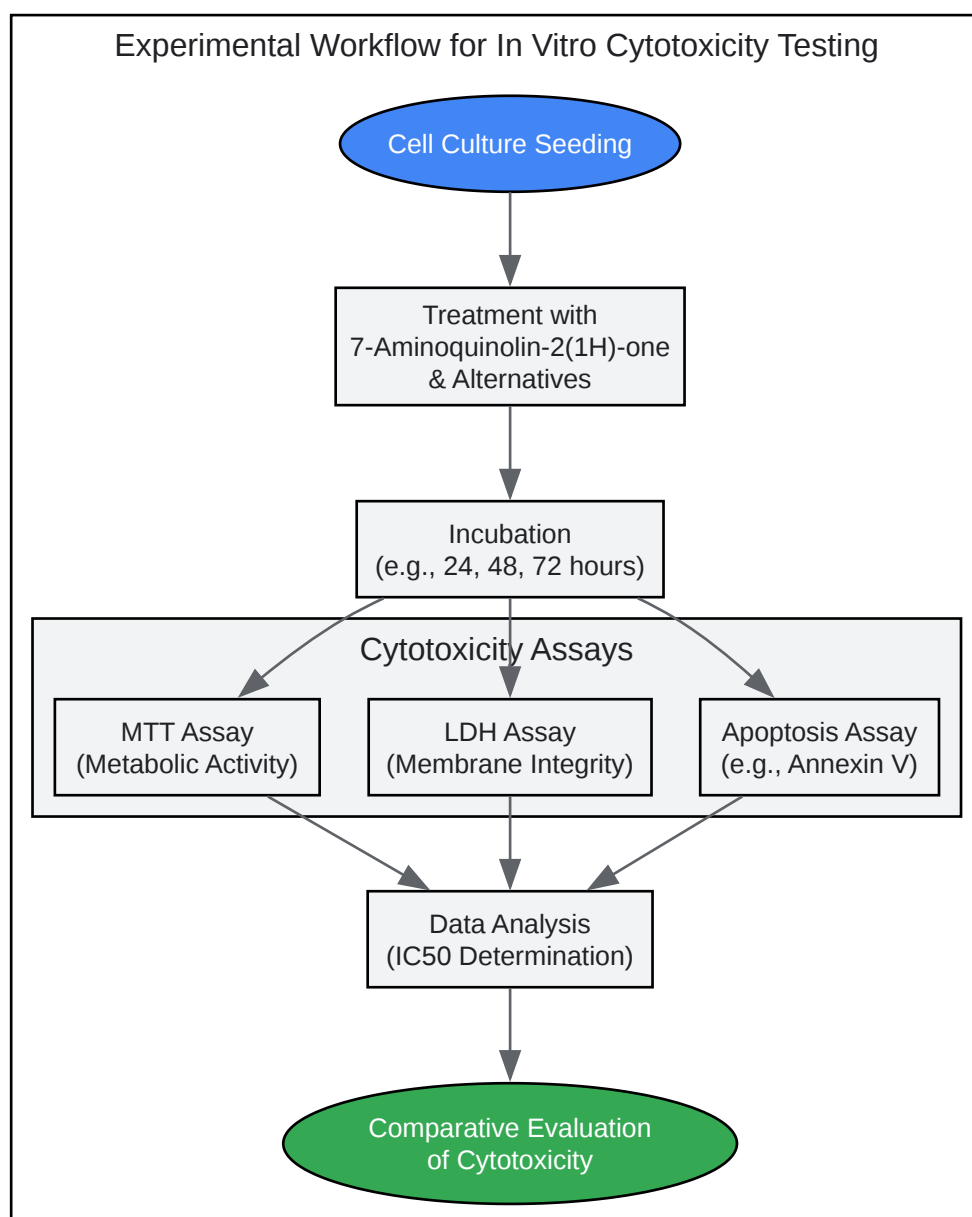 Experimental Workflow for In Vitro Cytotoxicity Testing
Cell Culture Seeding
Treatment with
7-Aminoquinolin-2(1H)-one
& Alternatives
Incubation
(e.g., 24, 48, 72 hours)
Cytotoxicity Assays
MTT Assay
(Metabolic Activity)
LDH Assay
(Membrane Integrity)
Apoptosis Assay
(e.g., Annexin V)
Data Analysis
(IC50 Determination)
Comparative Evaluation
of Cytotoxicity